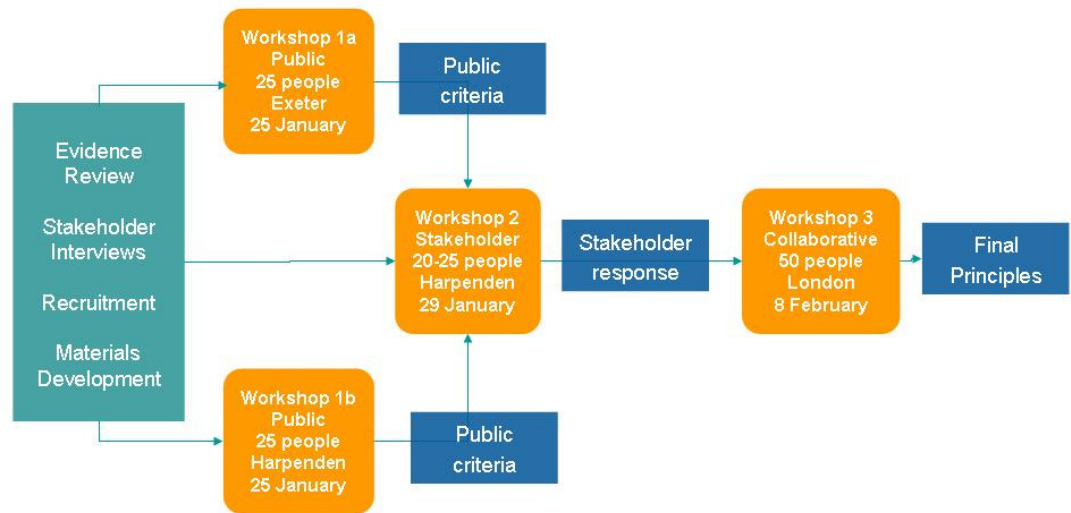 Evidence
Review
Stakeholder
Interviews
Recruitment
Materials
Development
Workshop 1a
Public
25 people
Exeter
25 January
Public
criteria
Workshop 2
Stakeholder
20-25 people
Harpenden
29 January
Stakeholder
response
Workshop 3
Collaborative
50 people
London
8 February
Final
Principles
Workshop 1b
Public
25 people
Harpenden
25 January
Public
criteria